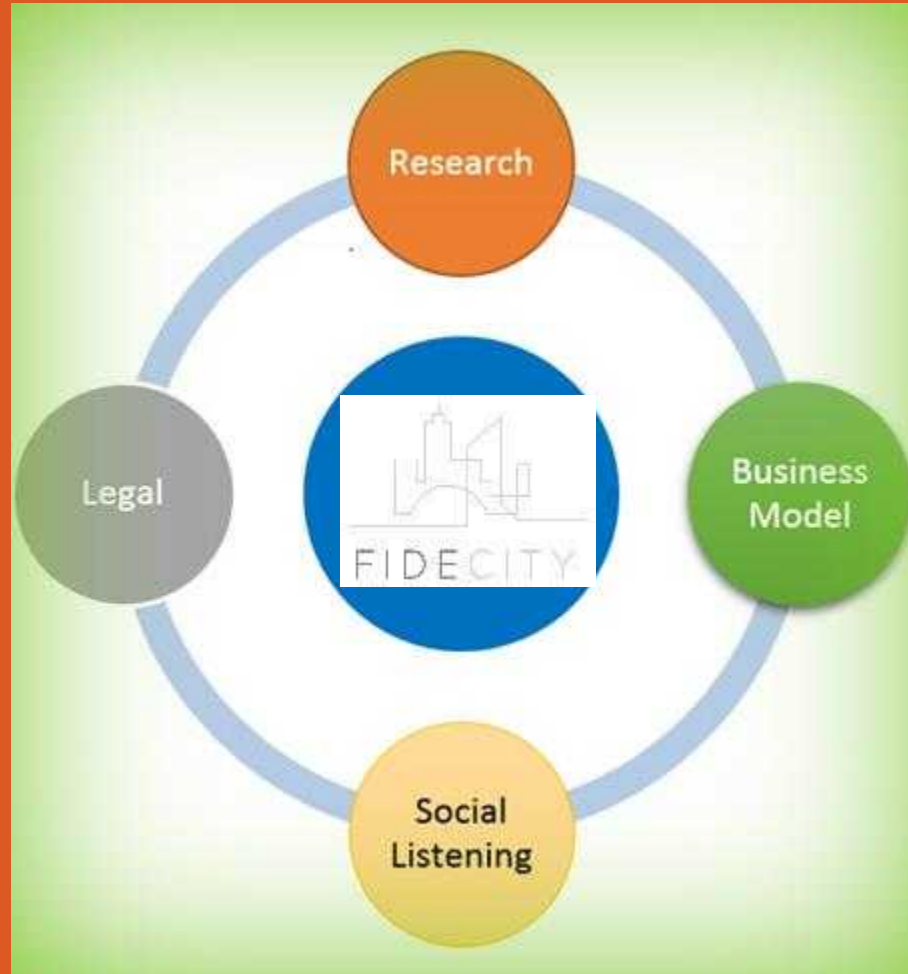 Research
Legal
FIDECITY
Business
Model
Social
Listening